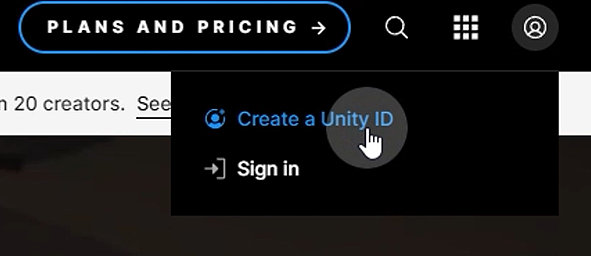 PLANS AND PRICING →
n 20 creators. See
Create a Unity ID
Sign in